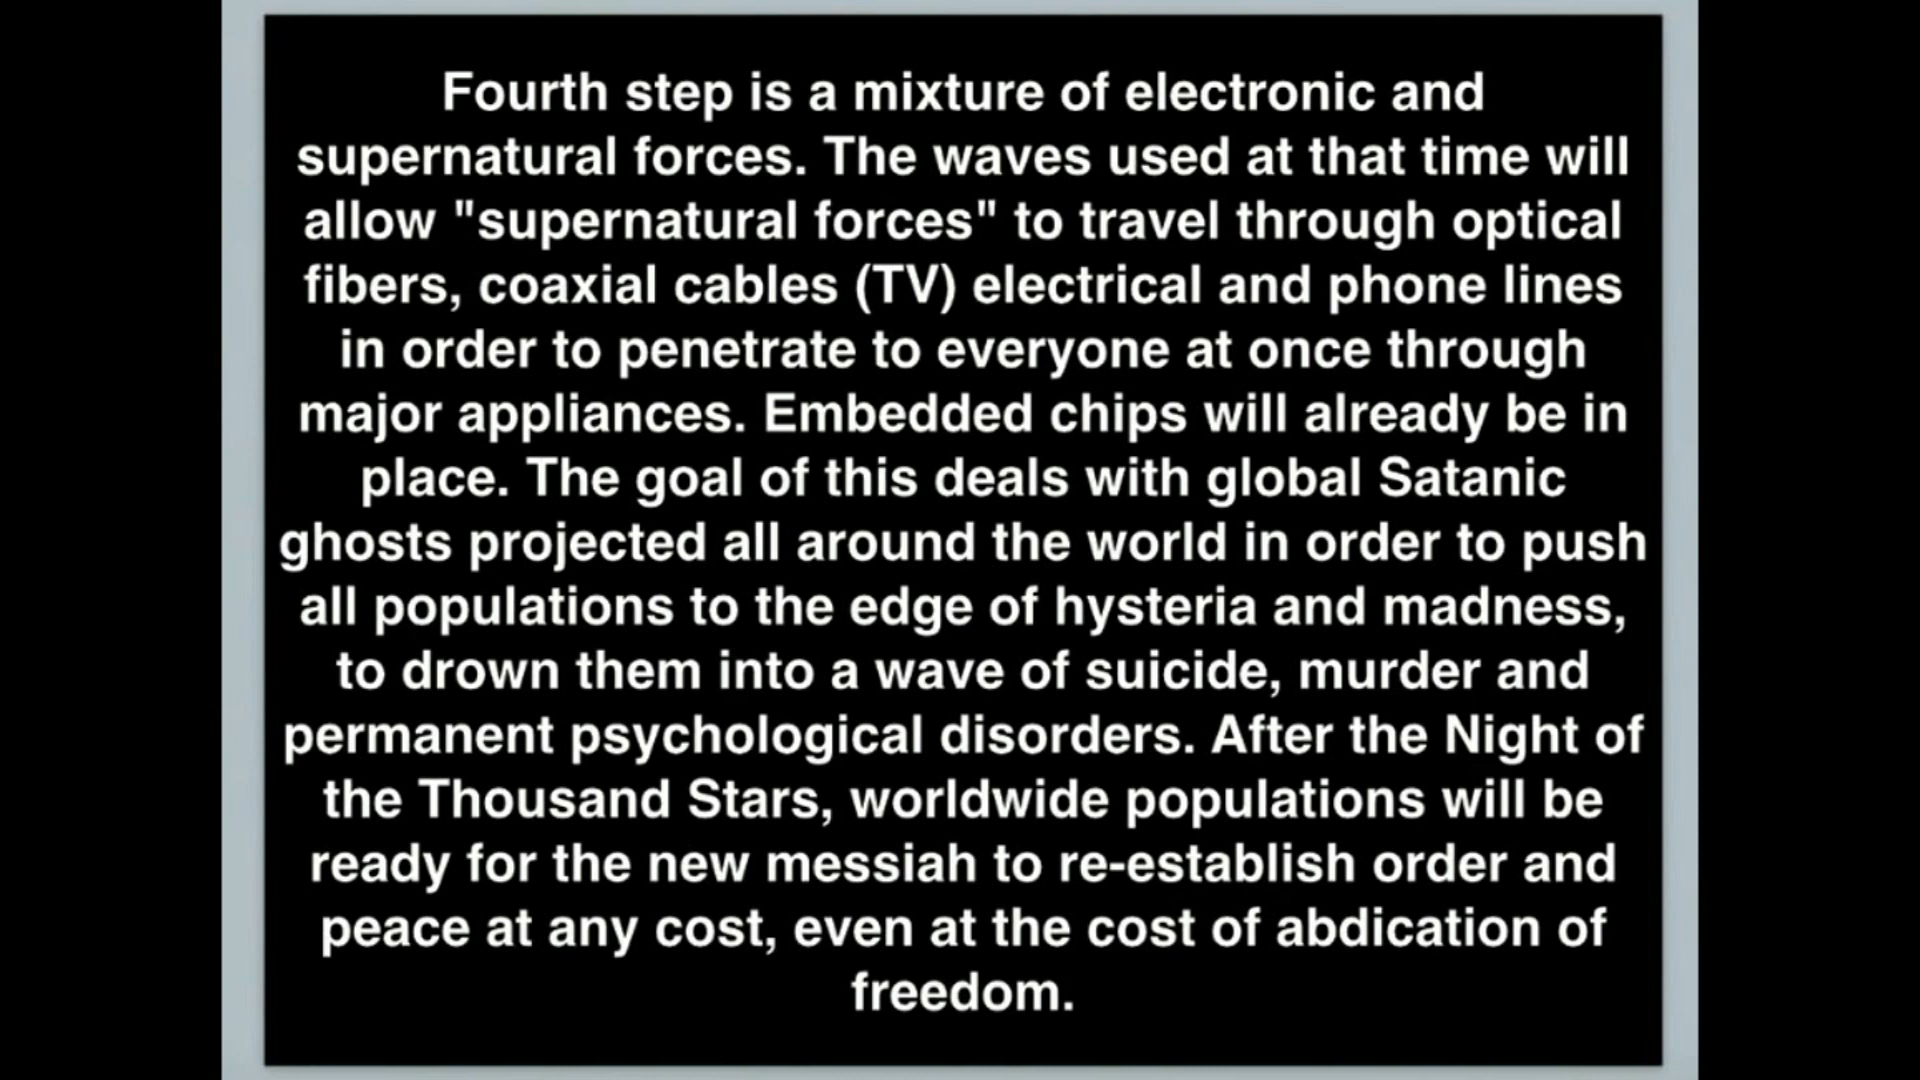 Fourth step is a mixture of electronic and
supernatural forces. The waves used at that time will
allow "supernatural forces" to travel through optical
fibers, coaxial cables (TV) electrical and phone lines
in order to penetrate to everyone at once through
major appliances. Embedded chips will already be in
place. The goal of this deals with global Satanic
ghosts projected all around the world in order to push
all populations to the edge of hysteria and madness,
to drown them into a wave of suicide, murder and
permanent psychological disorders. After the Night of
the Thousand Stars, worldwide populations will be
ready for the new messiah to re-establish order and
peace at any cost, even at the cost of abdication of
freedom.